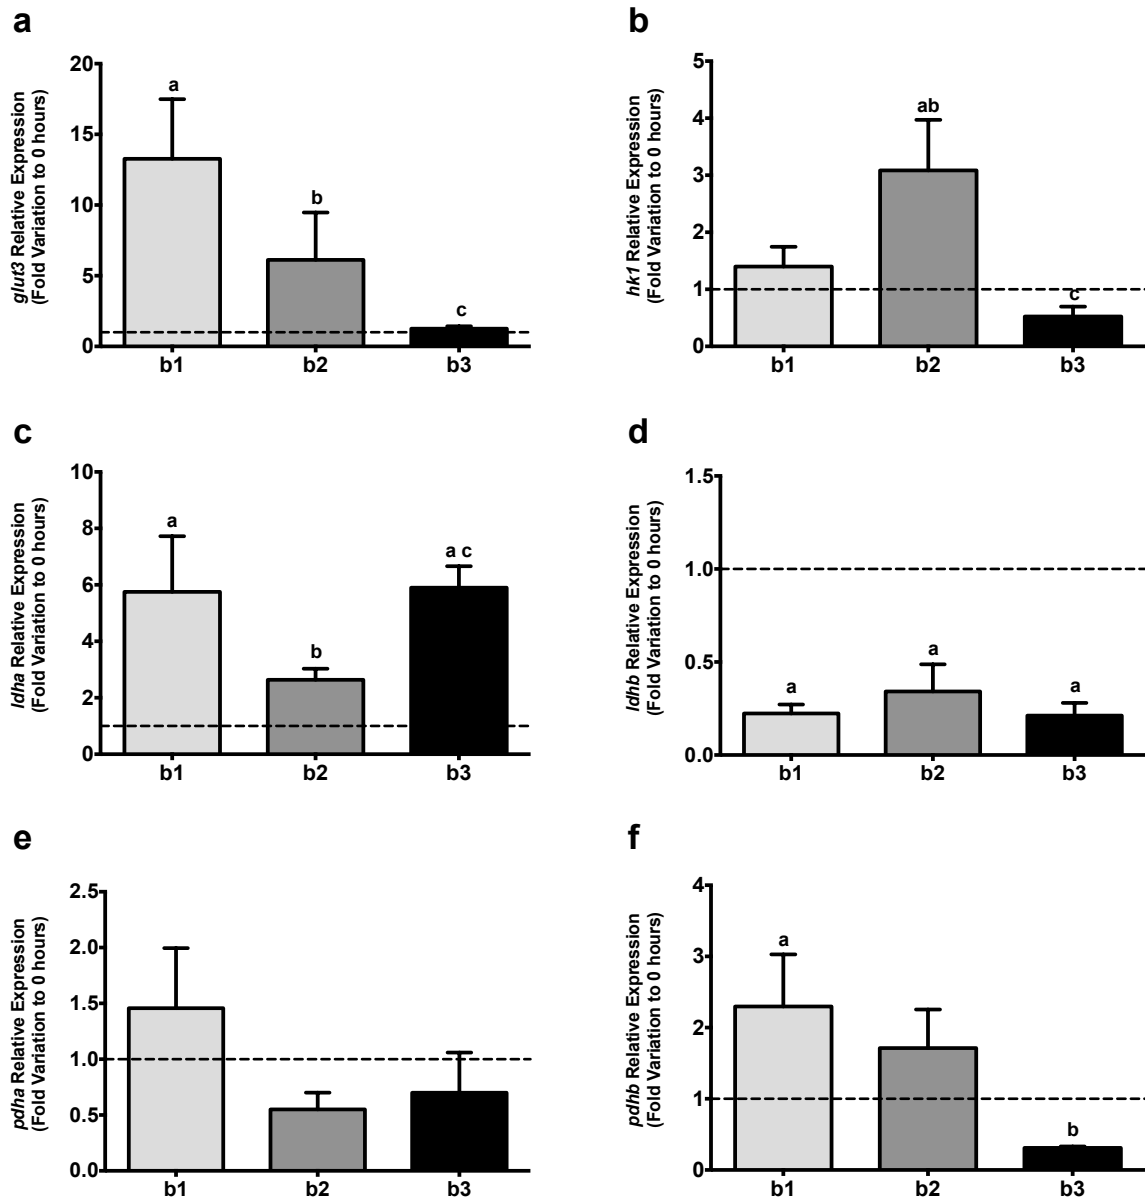 a
glut3 Relative Expression
(Fold Variation to 0 hours)
20
15
10
5
0
a
b
c
b1
b2
b3
b
hk1 Relative Expression
(Fold Variation to 0 hours)
5
4
3
2
1
0
ab
c
b1
b2
b3
c
ldha Relative Expression
(Fold Variation to 0 hours)
10
8
6
4
2
0
a
b
a c
b1
b2
b3
d
ldhb Relative Expression
(Fold Variation to 0 hours)
1.5
1.0
0.5
0.0
a
a
a
b1
b2
b3
e
pdha Relative Expression
(Fold Variation to 0 hours)
2.5
2.0
1.5
1.0
0.5
0.0
b1
b2
b3
f
pdhb Relative Expression
(Fold Variation to 0 hours)
4
3
2
1
0
a
b
b1
b2
b3